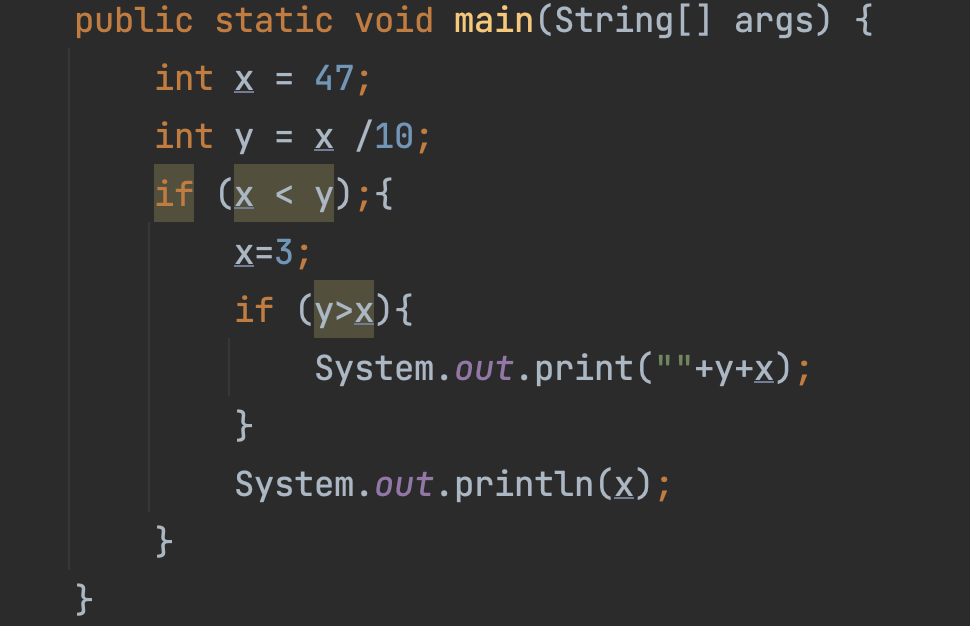 public static void main(String[] args) {
int x = 47;
int y = x /10;
if (x < y);{
x=3;
if (y>x){
System.out.print(""+y+x);
}
System.out.println(x);
}
}